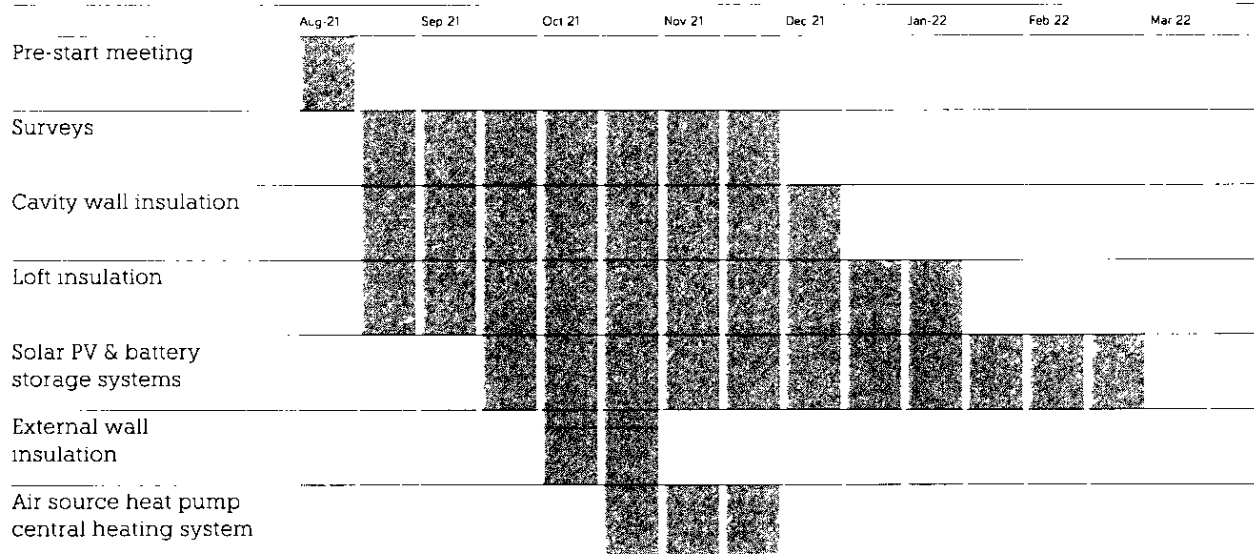 Aug-21 Sep 21 Oct 21 Nov 21 Dec 21 Jan-22 Feb 22 Mar 22
Pre-start meeting
Surveys
Cavity wall insulation
Loft insulation
Solar PV & battery
storage systems
External wall
insulation
Air source heat pump
central heating system